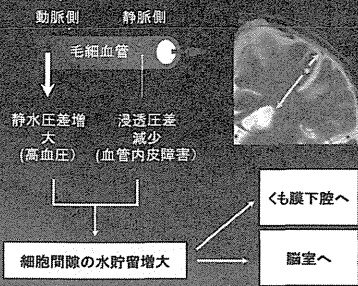 動脈側 静脈側
毛細血管
静水圧差増
大
(高血圧)
浸透圧差
減少
(血管内皮障害)
くも膜下腔へ
細胞間隙の水貯留増大
脳室へ